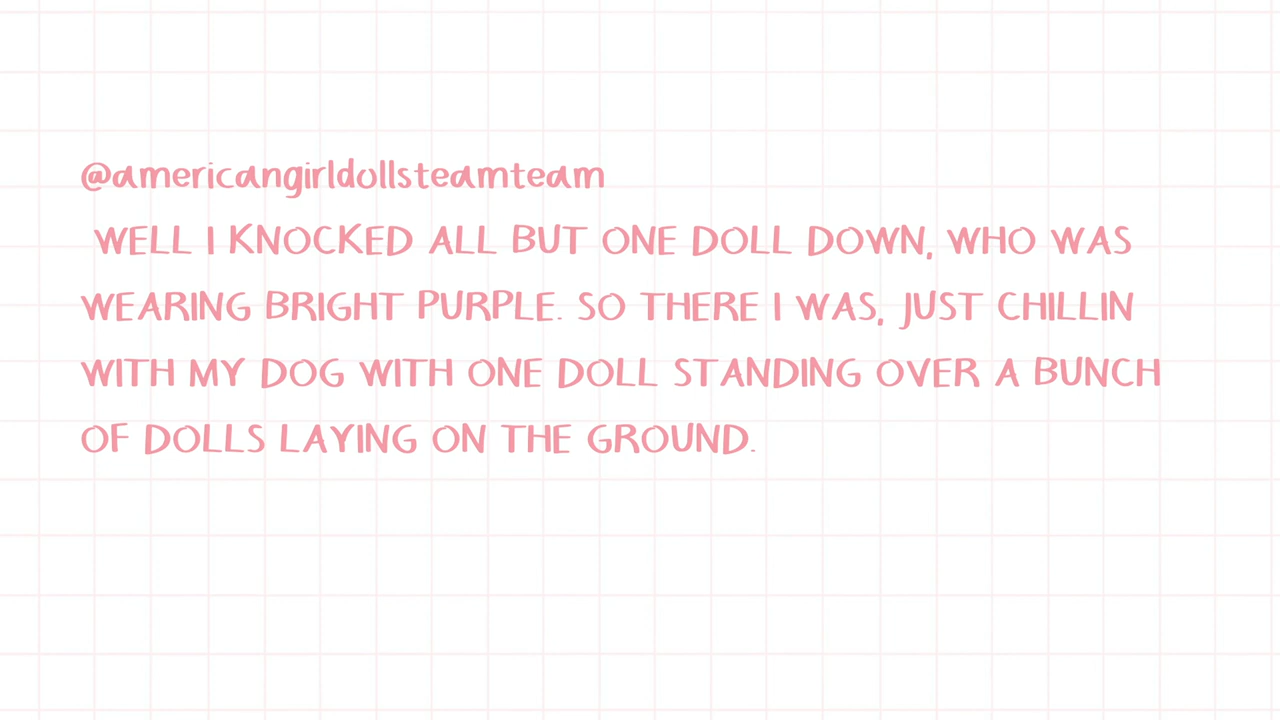 @americangirldollsteamteam
WELL I KNOCKED ALL BUT ONE DOLL DOWN, WHO WAS
WEARING BRIGHT PURPLE. SO THERE I WAS, JUST CHILLIN
WITH MY DOG WITH ONE DOLL STANDING OVER A BUNCH
OF DOLLS LAYING ON THE GROUND.